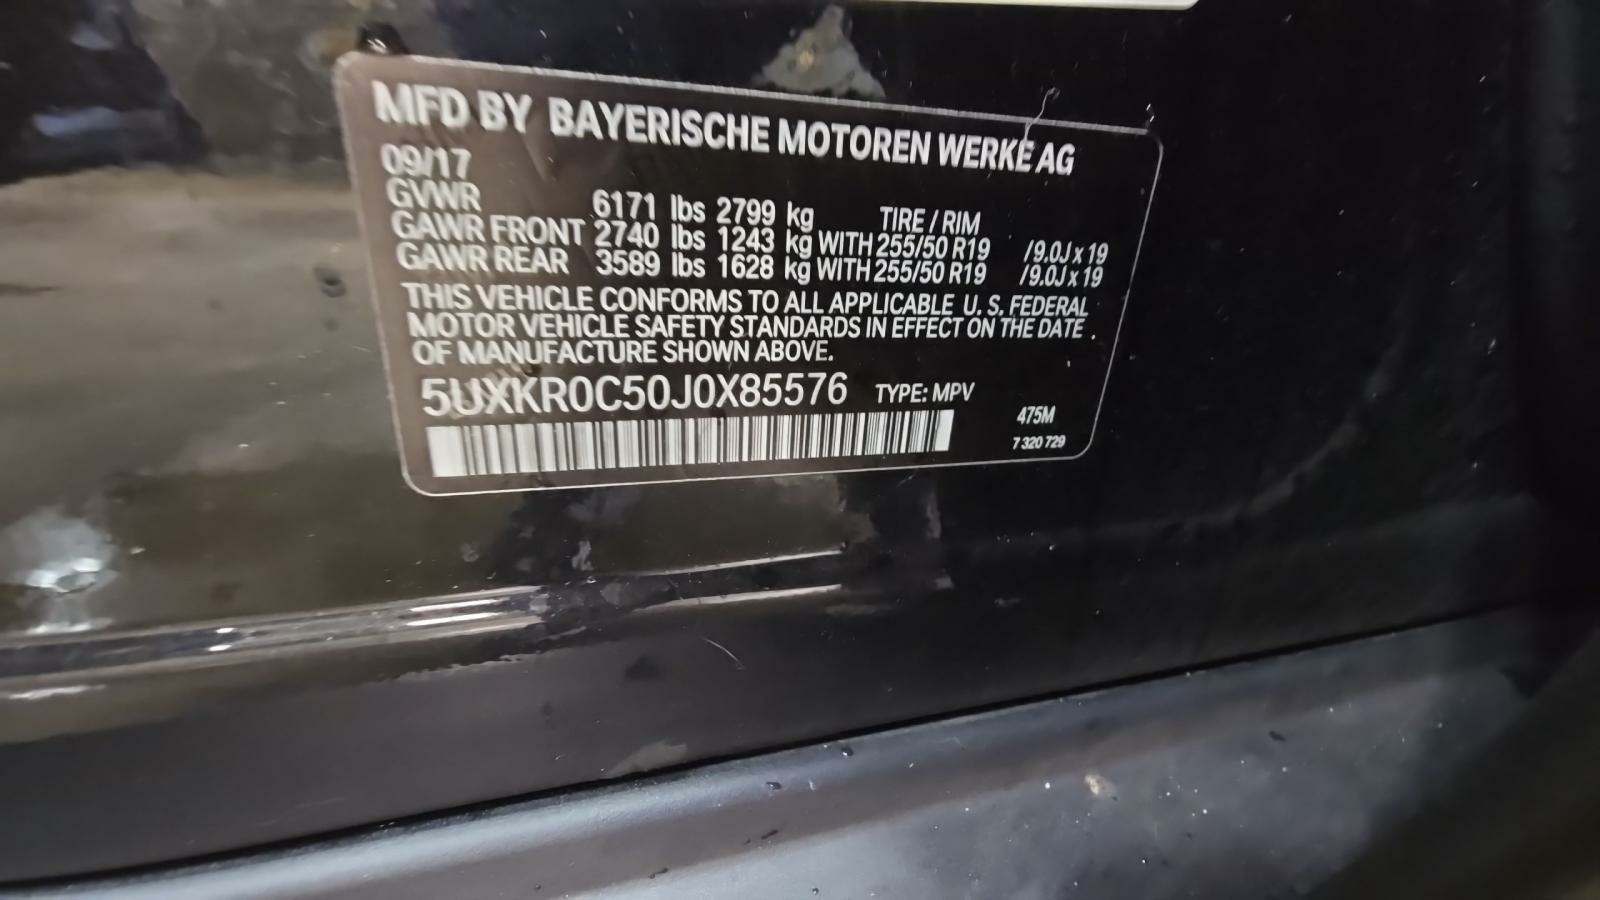 MFD BY BAYERISCHE MOTOREN WERKE AG
09/17
GVWR 6171 lbs 2799 kg TIRE / RIM
GAWR FRONT 2740 lbs 1243 kg WITH 255/50 R19 /9.0J x 19
GAWR REAR 3589 lbs 1628 kg WITH 255/50 R19 /9.0J x 19
THIS VEHICLE CONFORMS TO ALL APPLICABLE U. S. FEDERAL
MOTOR VEHICLE SAFETY STANDARDS IN EFFECT ON THE DATE
OF MANUFACTURE SHOWN ABOVE.
5UXKR0C50J0X85576 TYPE: MPV
475M
7 320 729